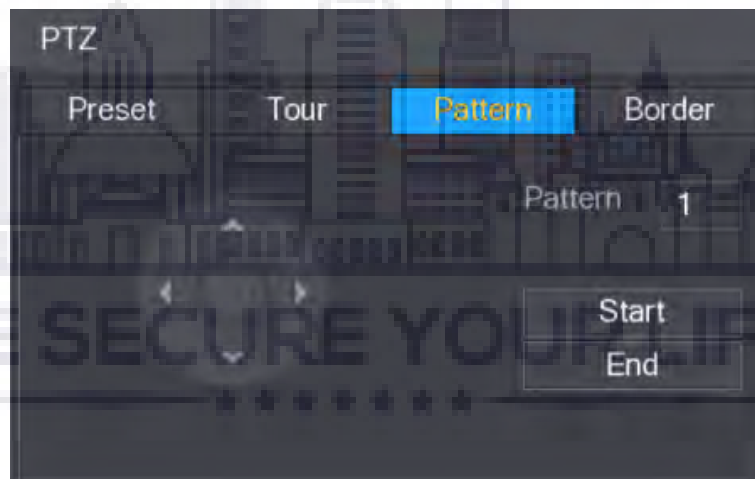 PTZ
Preset Tour Pattern Border
Pattern 1
Start
E SECURE YOUR LIF
End